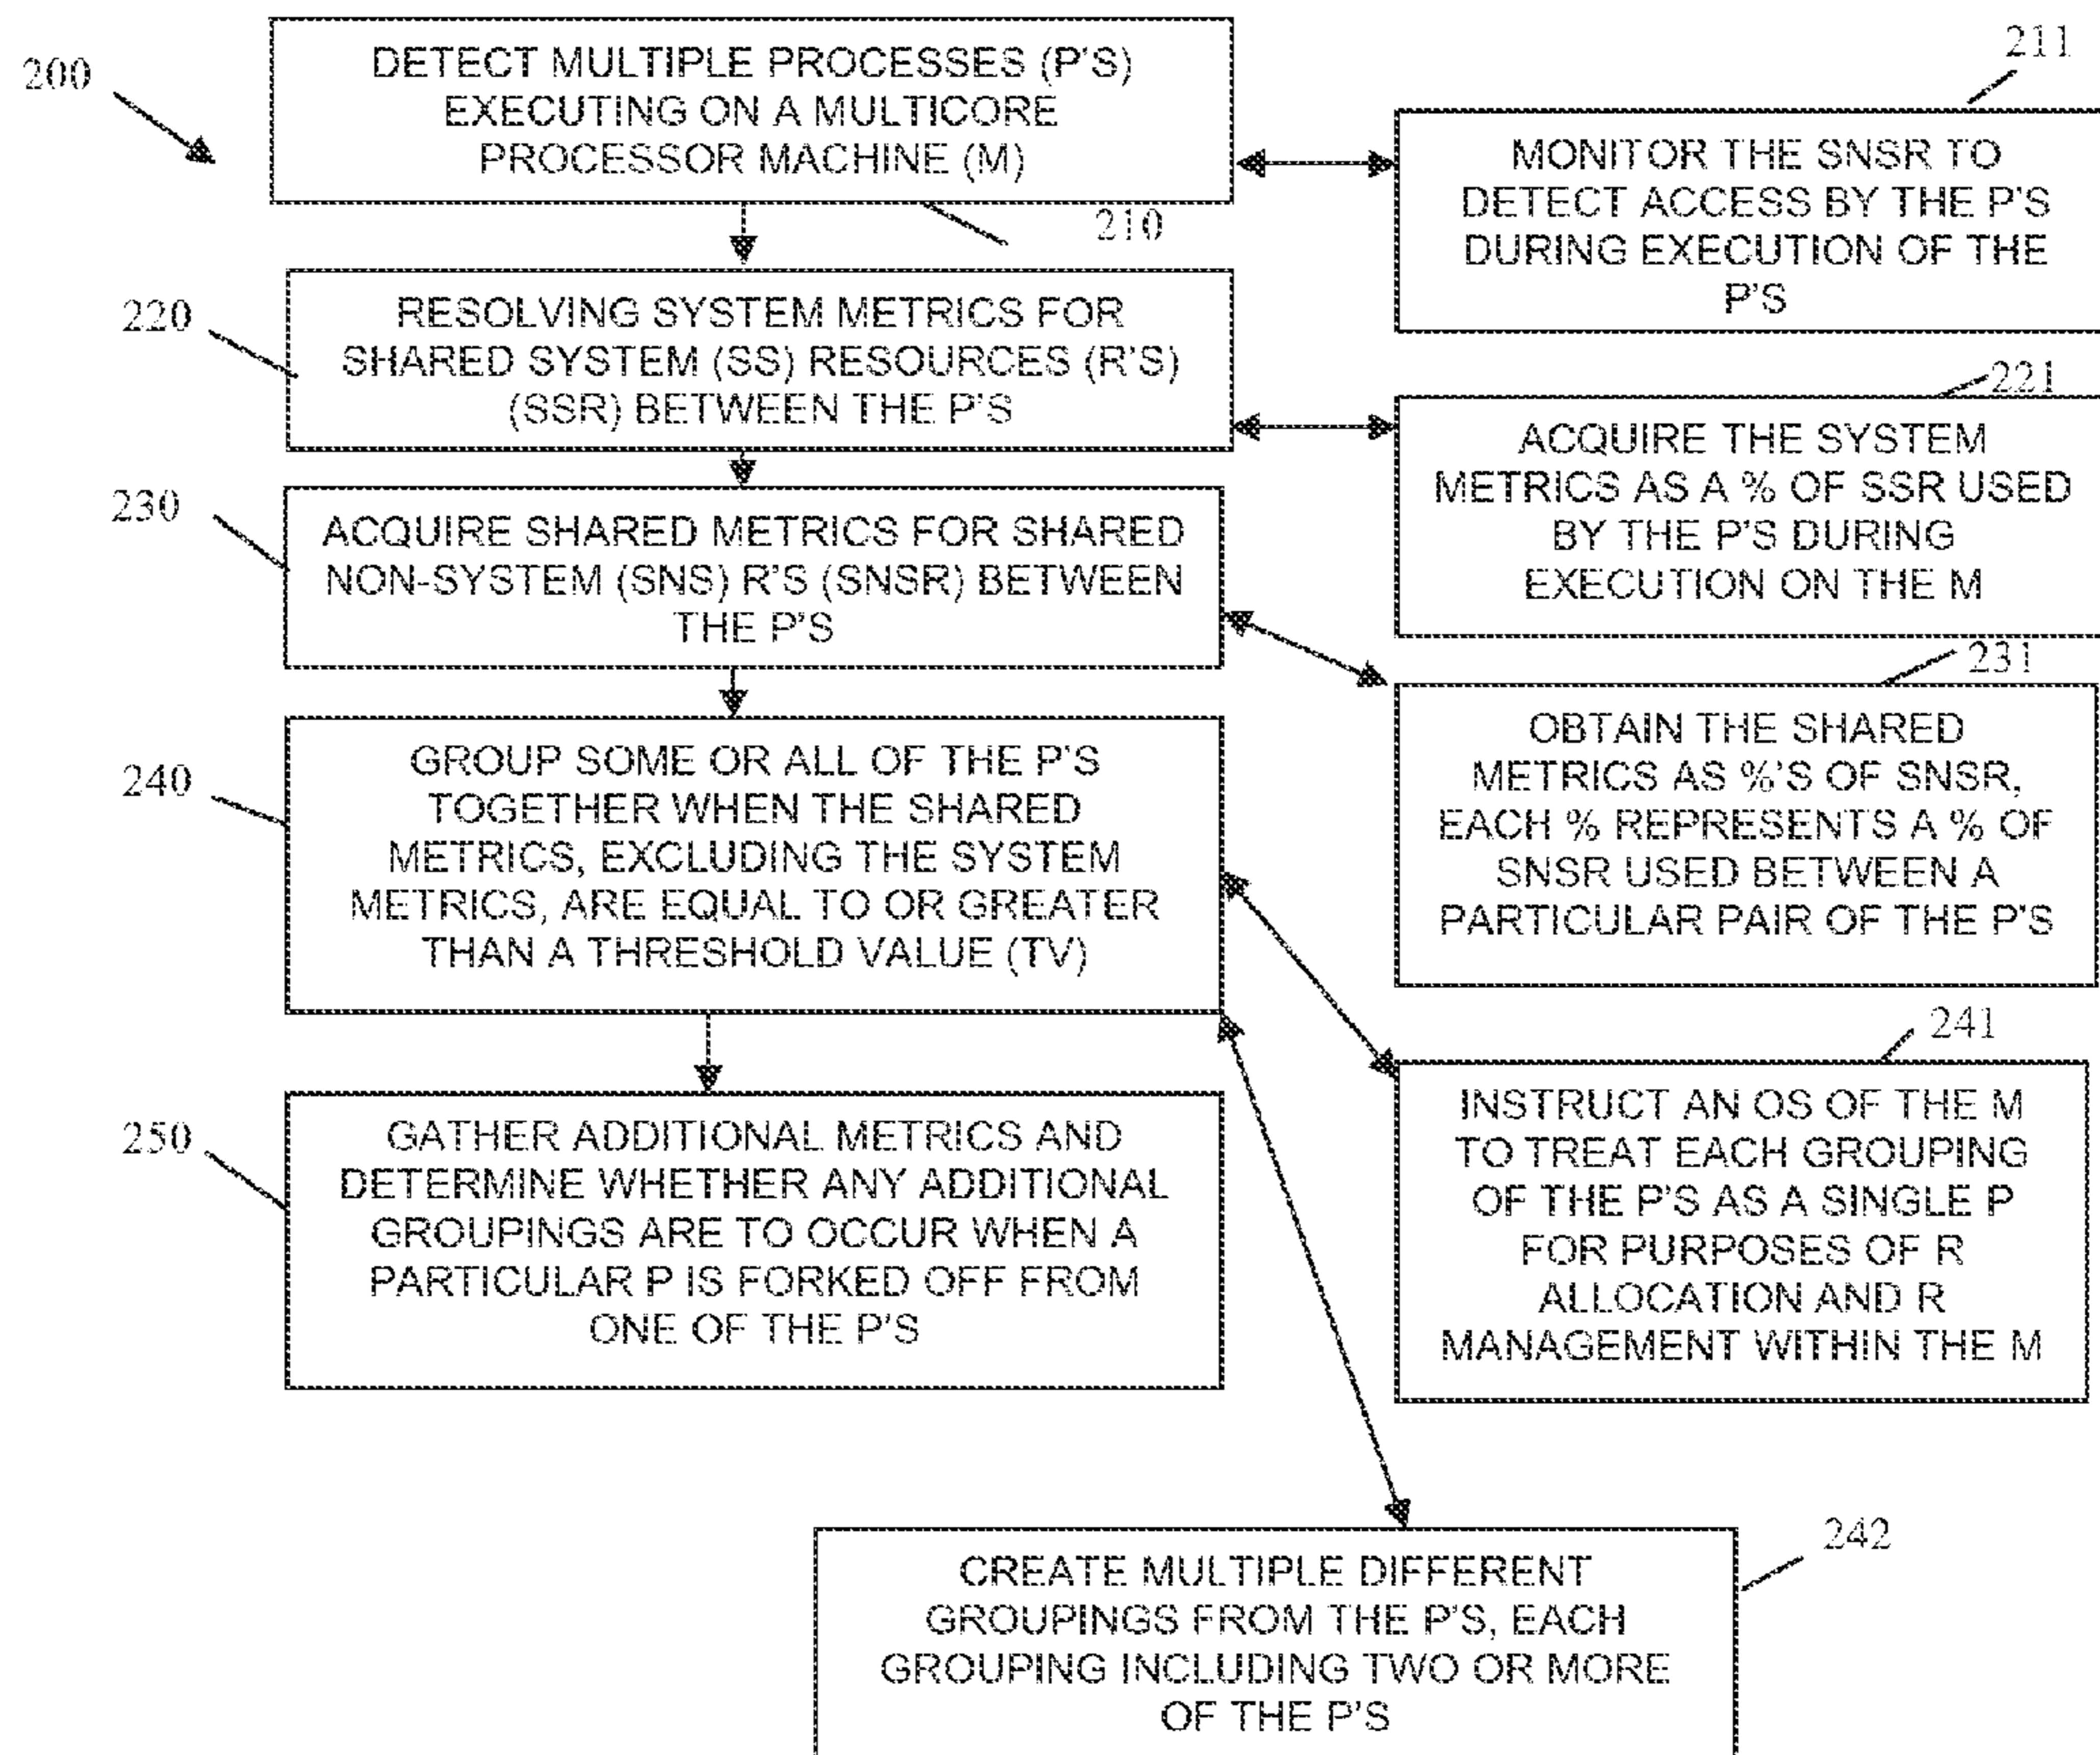 200
DETECT MULTIPLE PROCESSES (P'S)
EXECUTING ON A MULTICORE
PROCESSOR MACHINE (M)
210
211
MONITOR THE SNSR TO
DETECT ACCESS BY THE P'S
DURING EXECUTION OF THE
P'S
220
RESOLVING SYSTEM METRICS FOR
SHARED SYSTEM (SS) RESOURCES (R'S)
(SSR) BETWEEN THE P'S
221
ACQUIRE THE SYSTEM
METRICS AS A % OF SSR USED
BY THE P'S DURING
EXECUTION ON THE M
230
ACQUIRE SHARED METRICS FOR SHARED
NON-SYSTEM (SNS) R'S (SNSR) BETWEEN
THE P'S
231
OBTAIN THE SHARED
METRICS AS %'S OF SNSR,
EACH % REPRESENTS A % OF
SNSR USED BETWEEN A
PARTICULAR PAIR OF THE P'S
240
GROUP SOME OR ALL OF THE P'S
TOGETHER WHEN THE SHARED
METRICS, EXCLUDING THE SYSTEM
METRICS, ARE EQUAL TO OR GREATER
THAN A THRESHOLD VALUE (TV)
241
INSTRUCT AN OS OF THE M
TO TREAT EACH GROUPING
OF THE P'S AS A SINGLE P
FOR PURPOSES OF R
ALLOCATION AND R
MANAGEMENT WITHIN THE M
250
GATHER ADDITIONAL METRICS AND
DETERMINE WHETHER ANY ADDITIONAL
GROUPINGS ARE TO OCCUR WHEN A
PARTICULAR P IS FORKED OFF FROM
ONE OF THE P'S
242
CREATE MULTIPLE DIFFERENT
GROUPINGS FROM THE P'S, EACH
GROUPING INCLUDING TWO OR MORE
OF THE P'S